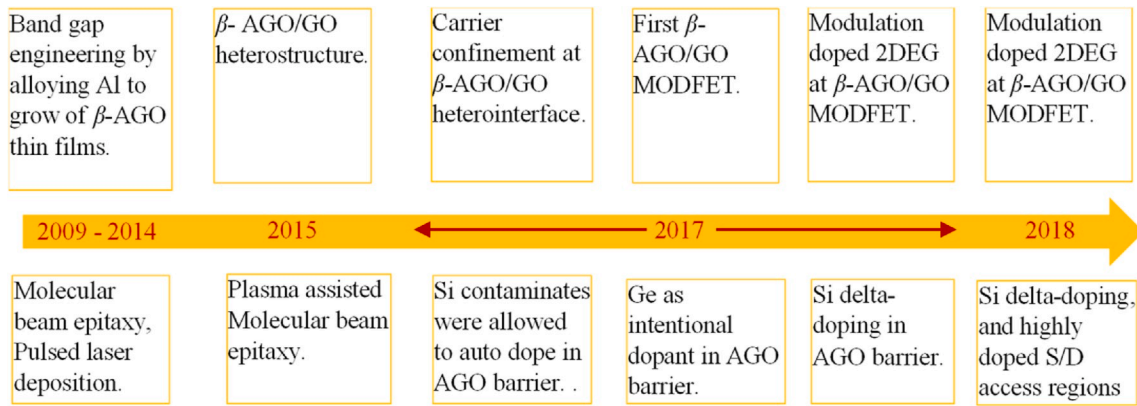 Band gap
engineering by
alloying Al to
grow of β-AGO
thin films.
β- AGO/GO
heterostructure.
Carrier
confinement at
β-AGO/GO
heterointerface.
First β-
AGO/GO
MODFET.
Modulation
doped 2DEG
at β-AGO/GO
MODFET.
Modulation
doped 2DEG
at β-AGO/GO
MODFET.
2009 - 2014
2015
2017
2018
Molecular
beam epitaxy,
Pulsed laser
deposition.
Plasma assisted
Molecular beam
epitaxy.
Si contaminates
were allowed
to auto dope in
AGO barrier. .
Ge as
intentional
dopant in AGO
barrier.
Si delta-
doping in
AGO barrier.
Si delta-doping,
and highly
doped S/D
access regions